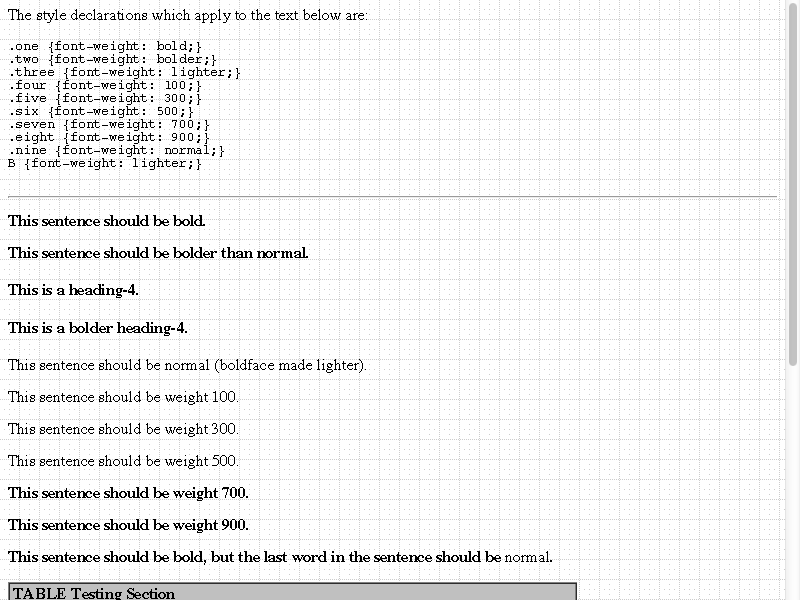 The style declarations which apply to the text below are:
.one {font-weight: bold;}
.two {font-weight: bolder;}
.three {font-weight: lighter;}
.four {font-weight: 100;}
.five {font-weight: 300;}
.six {font-weight: 500;}
.seven {font-weight: 700;}
.eight {font-weight: 900;}
.nine {font-weight: normal;}
B {font-weight: lighter;}
This sentence should be bold.
This sentence should be bolder than normal.
This is a heading-4.
This is a bolder heading-4.
This sentence should be normal (boldface made lighter).
This sentence should be weight 100.
This sentence should be weight 300.
This sentence should be weight 500.
This sentence should be weight 700.
This sentence should be weight 900.
This sentence should be bold, but the last word in the sentence should be normal.
TABLE Testing Section